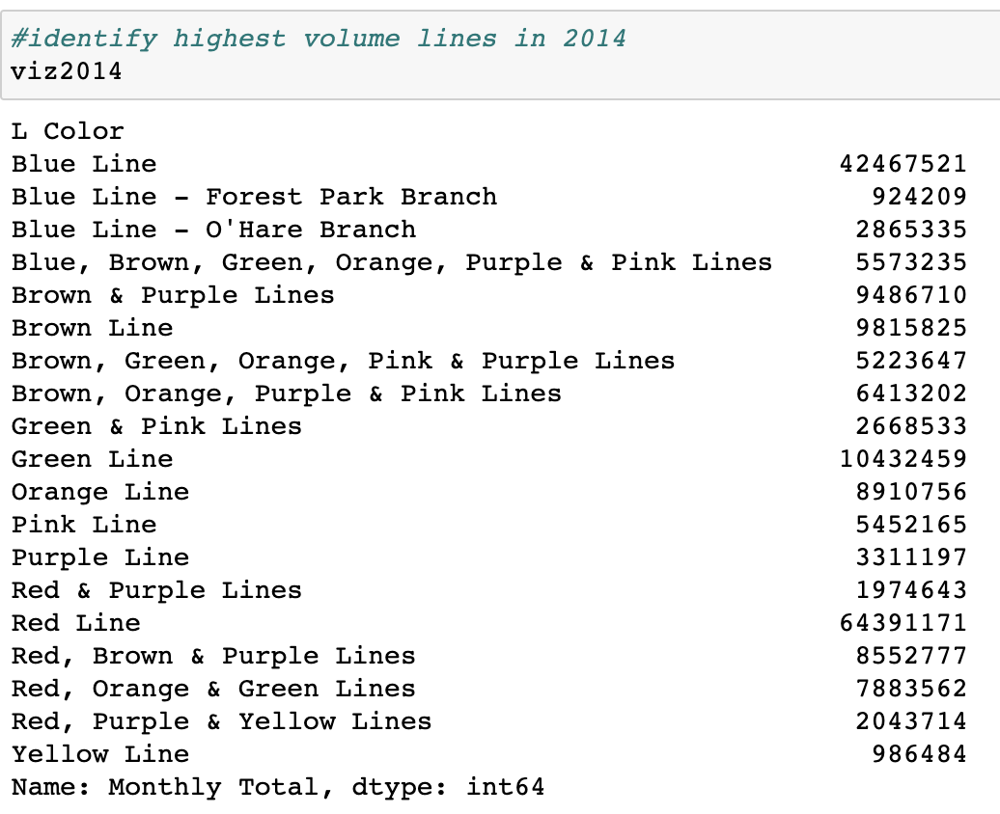 #identify highest volume lines in 2014
viz2014
L Color
Blue Line 42467521
Blue Line - Forest Park Branch 924209
Blue Line - O'Hare Branch 2865335
Blue, Brown, Green, Orange, Purple & Pink Lines 5573235
Brown & Purple Lines 9486710
Brown Line 9815825
Brown, Green, Orange, Pink & Purple Lines 5223647
Brown, Orange, Purple & Pink Lines 6413202
Green & Pink Lines 2668533
Green Line 10432459
Orange Line 8910756
Pink Line 5452165
Purple Line 3311197
Red & Purple Lines 1974643
Red Line 64391171
Red, Brown & Purple Lines 8552777
Red, Orange & Green Lines 7883562
Red, Purple & Yellow Lines 2043714
Yellow Line 986484
Name: Monthly Total, dtype: int64